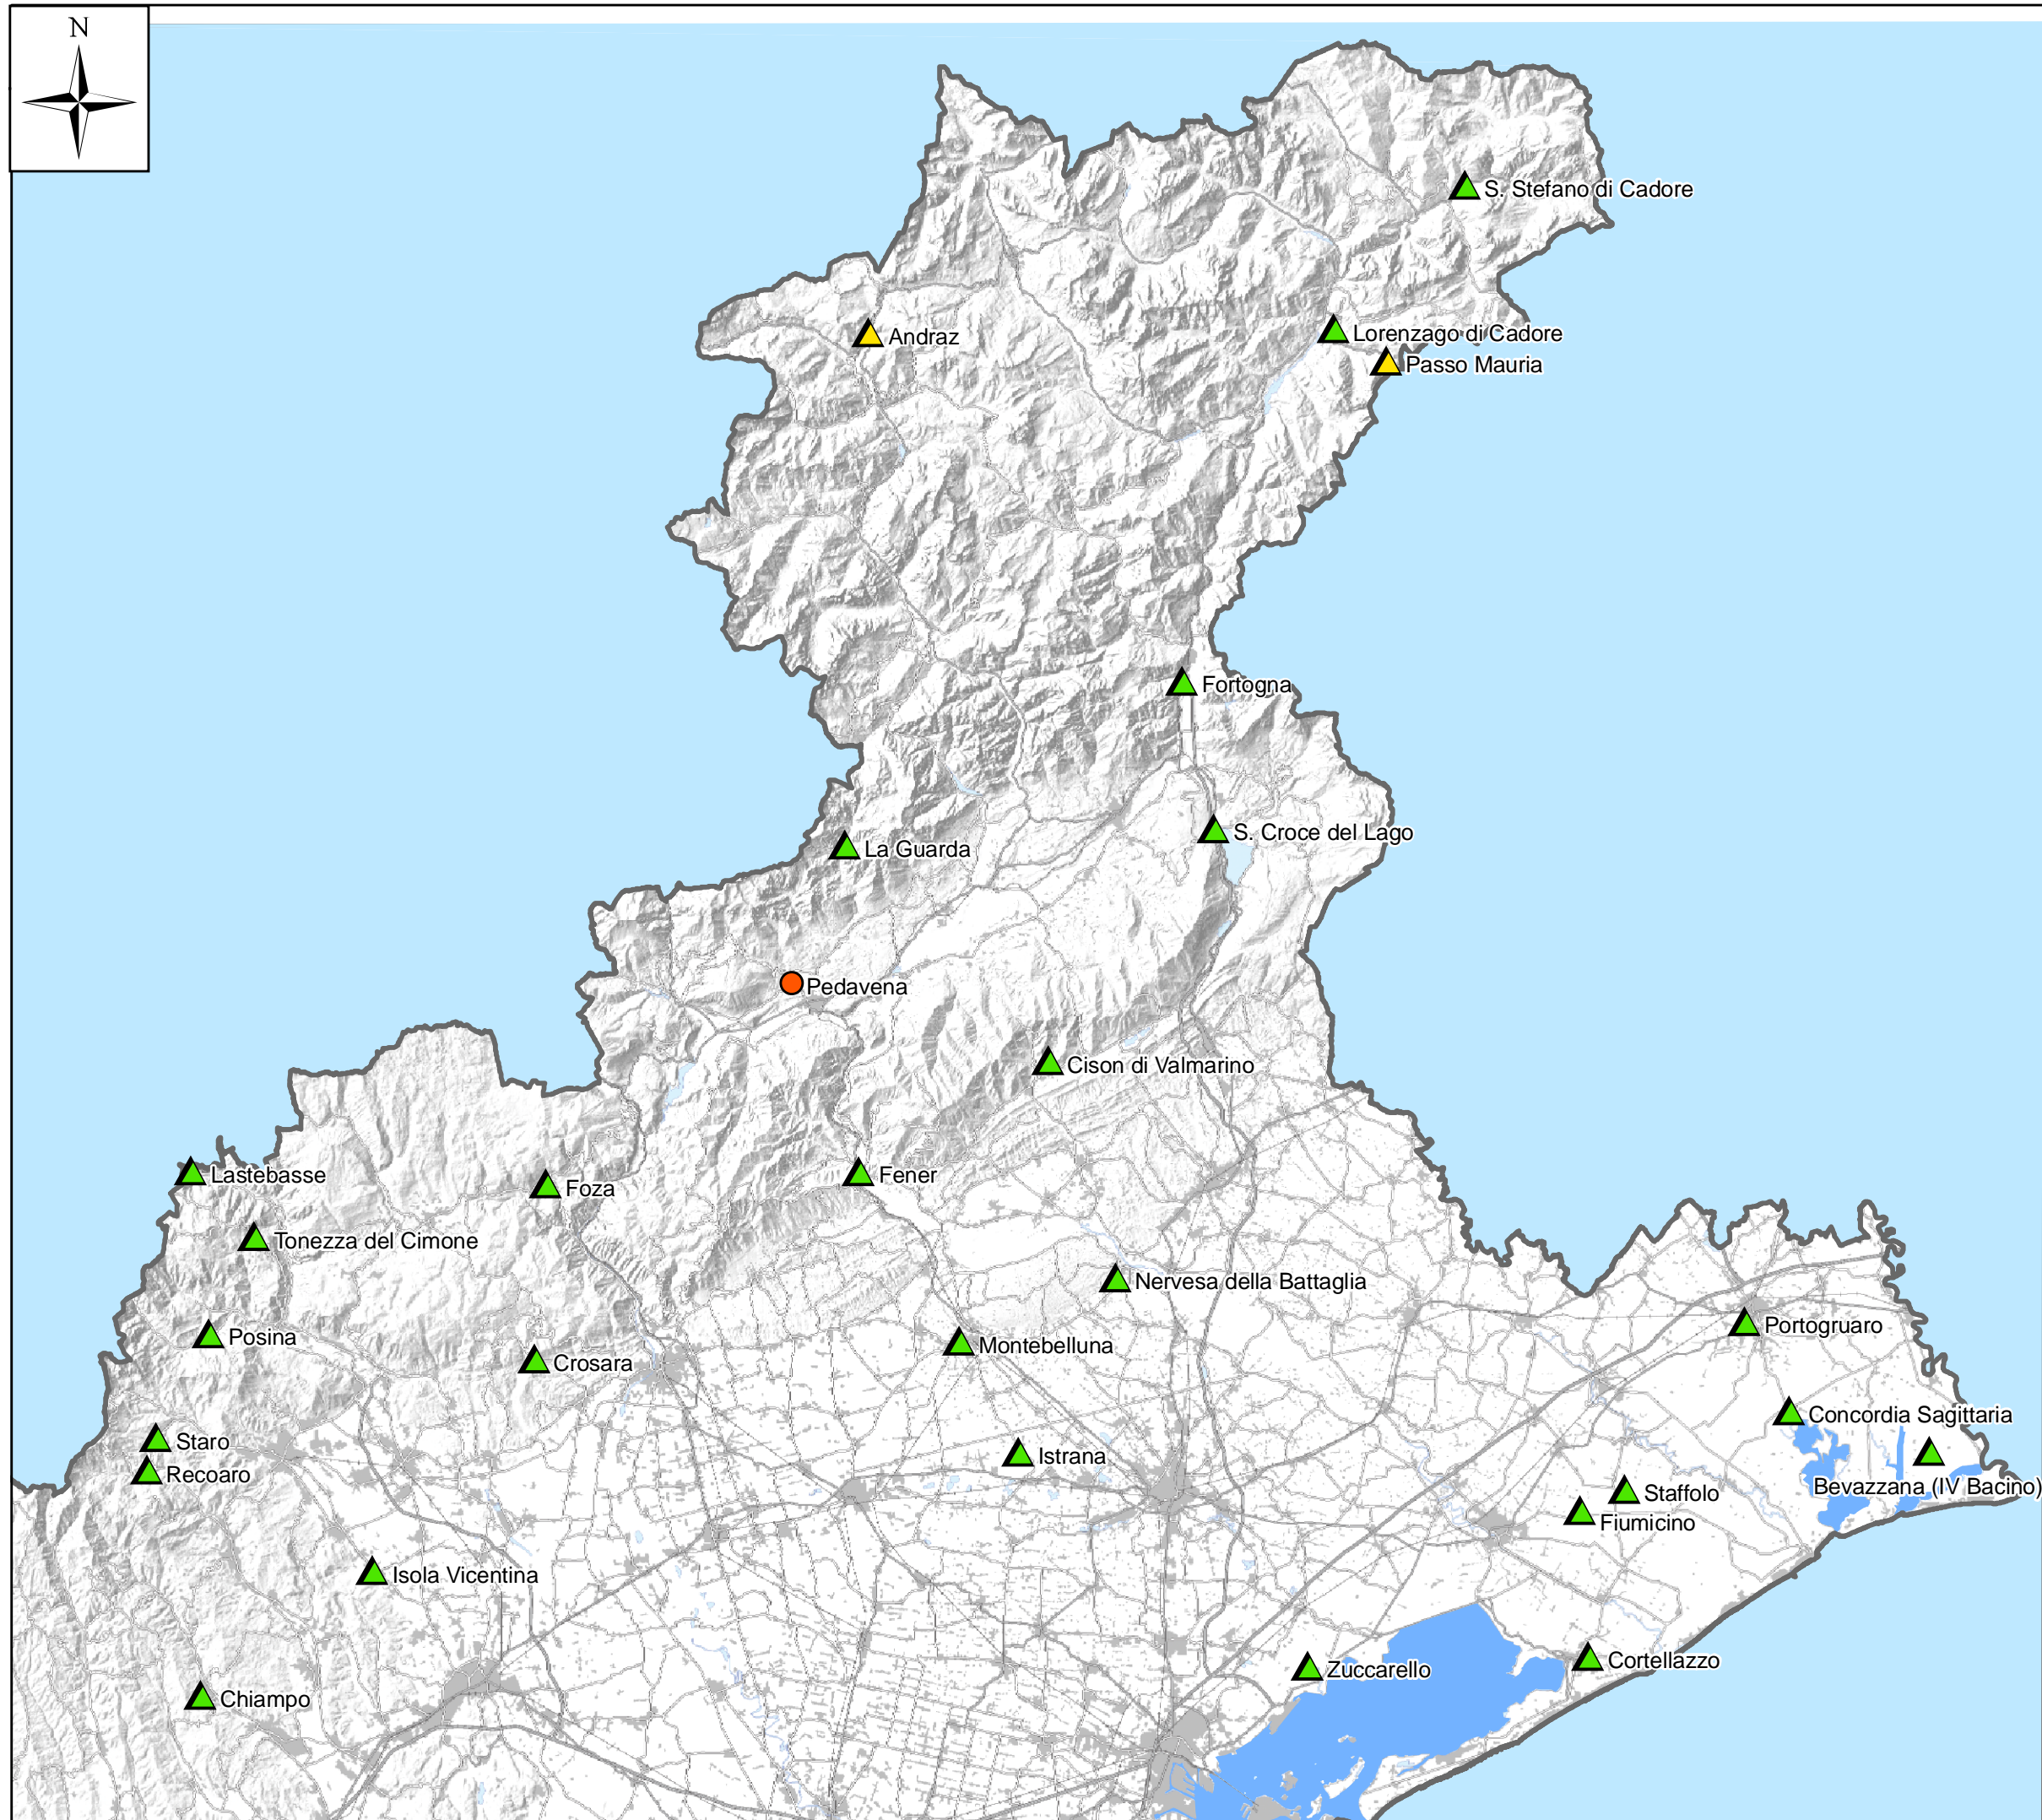 N
S. Stefano di Cadore
Andraz
Lorenzago di Cadore
Passo Mauria
Fortogna
S. Croce del Lago
La Guarda
Pedavena
Cison di Valmarino
Lastebasse
Foza
Fener
Tonezza del Cimone
Nervesa della Battaglia
Posina
Montebelluna
Portogruaro
Crosara
Concordia Sagittaria
Staro
Istrana
Recoaro
Bevazzana (IV Bacino)
Staffolo
Fiumicino
Isola Vicentina
Zuccarello
Cortellazzo
Chiampo